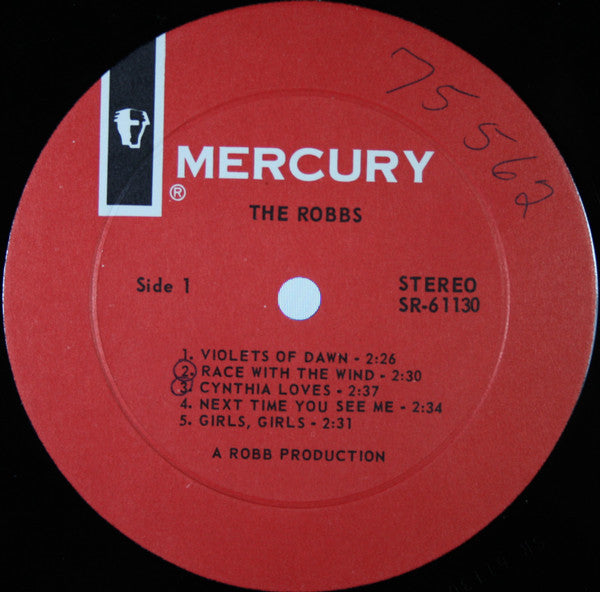 75562
MERCURY
®
THE ROBBS
Side 1
STEREO
SR-61130
1. VIOLETS OF DAWN - 2:26
2. RACE WITH THE WIND - 2:30
3. CYNTHIA LOVES - 2:37
4. NEXT TIME YOU SEE ME - 2:34
5. GIRLS, GIRLS - 2:31
A ROBB PRODUCTION